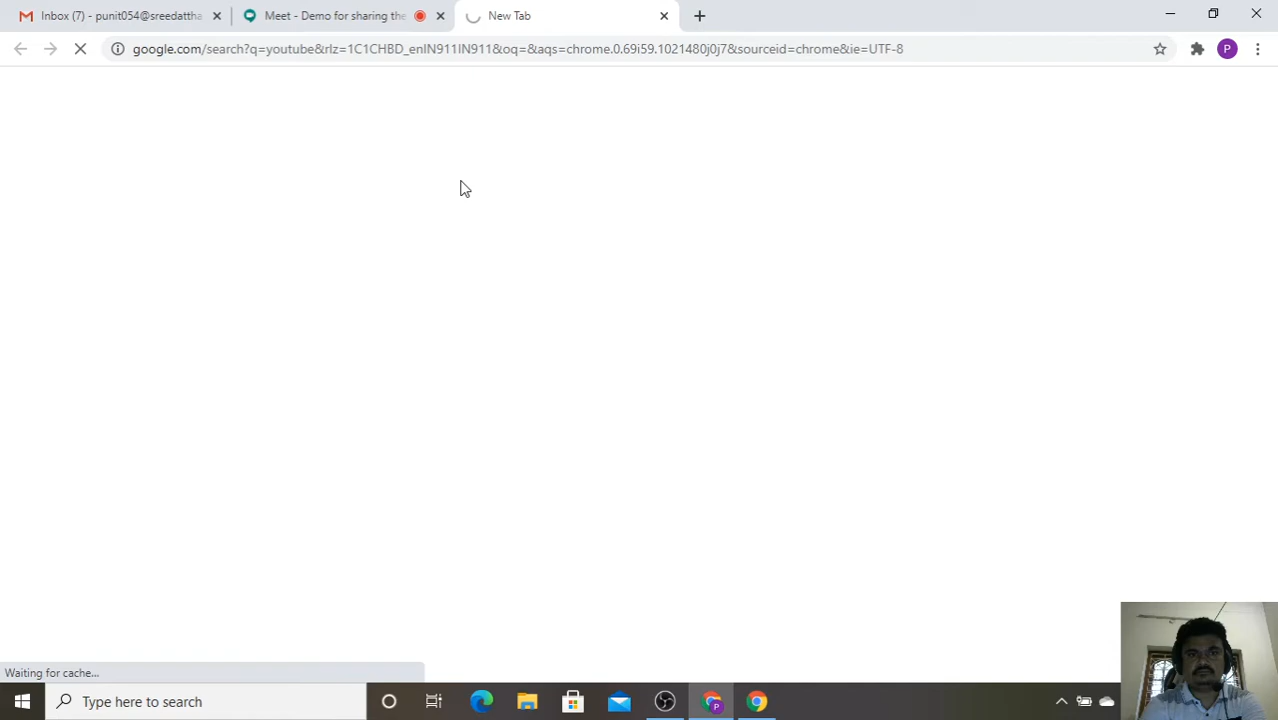 Inbox (7) - punit054@sreedattha
Meet - Demo for sharing the
New Tab
google.com/search?q=youtube&rlz=1C1CHBD_enIN911IN911&oq=&aqs=chrome.0.69i59.1021480j0j7&sourceid=chrome&ie=UTF-8
P
Waiting for cache...
Type here to search
P